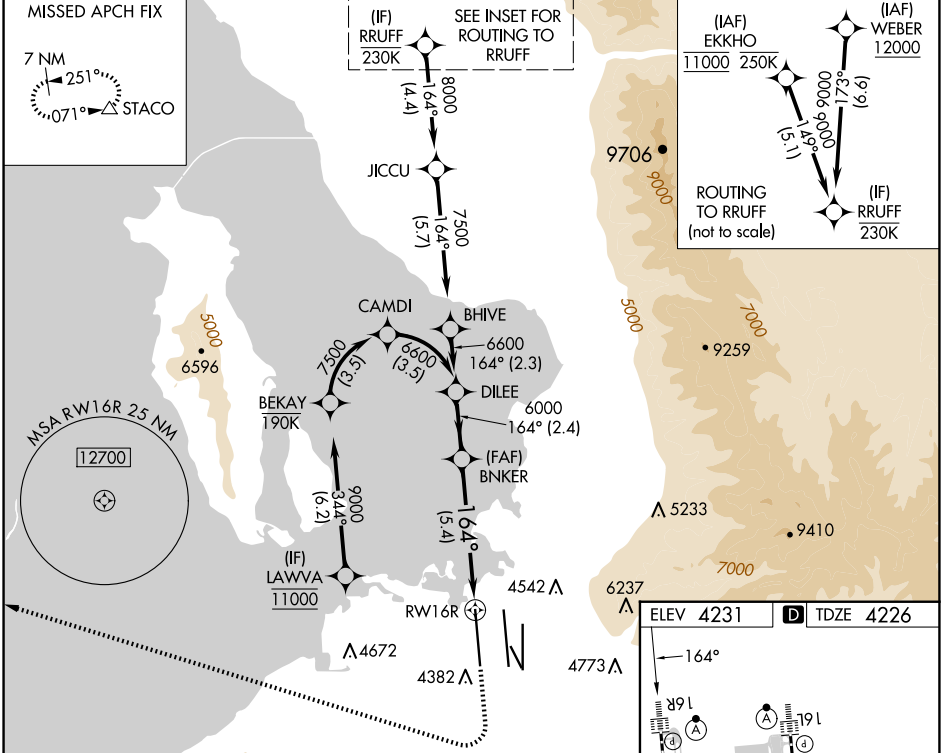 MISSED APCH FIX
7 NM
251°
071°
STACO
(IF)
RRUFF
230K
SEE INSET FOR
ROUTING TO
RRUFF
8000
164°
(4.4)
JICCU
7500
164°
(5.7)
(IAF)
EKKHO
11000 250K
(IAF)
WEBER
12000
9000
173°
(6.6)
9000
149°
(5.1)
ROUTING
TO RRUFF
(not to scale)
(IF)
RRUFF
230K
9706
9000
5000
6596
CAMDI
7500
(3.5)
6600
(3.5)
BHIVE
6600
164° (2.3)
5000
7000
9259
BEKAY
190K
DILEE
6000
164° (2.4)
MSA RW16R 25 NM
12700
(FAF)
BNKER
9000
344°
(6.2)
164°
(5.4)
5233
9410
7000
(IF)
LAWVA
11000
4542
6237
RW16R
4672
4382
4773
ELEV 4231
D
TDZE 4226
164°
16R
A
P
A
16L
P